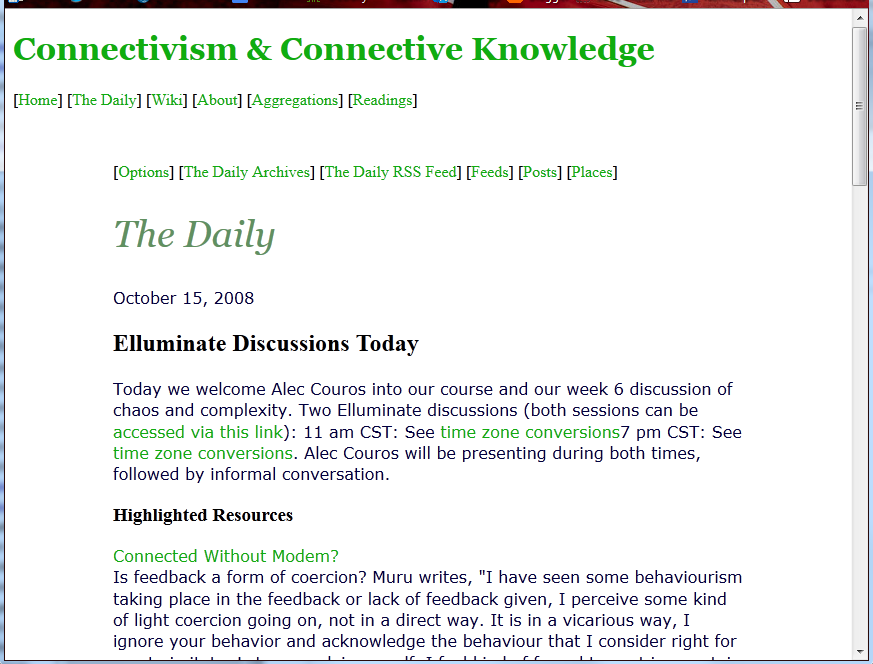 Connectivism & Connective Knowledge
[Home] [The Daily] [Wiki] [About] [Aggregations] [Readings]
[Options] [The Daily Archives] [The Daily RSS Feed] [Feeds] [Posts] [Places]
The Daily
October 15, 2008
Elluminate Discussions Today
Today we welcome Alec Couros into our course and our week 6 discussion of
chaos and complexity. Two Elluminate discussions (both sessions can be
accessed via this link): 11 am CST: See time zone conversions7 pm CST: See
time zone conversions. Alec Couros will be presenting during both times,
followed by informal conversation.
Highlighted Resources
Connected Without Modem?
Is feedback a form of coercion? Muru writes, "I have seen some behaviourism
taking place in the feedback or lack of feedback given, I perceive some kind
of light coercion going on, not in a direct way. It is in a vicarious way, I
ignore your behavior and acknowledge the behaviour that I consider right for